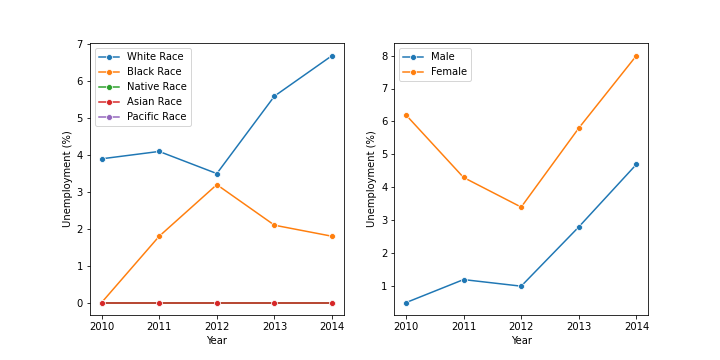 White Race
Black Race
Native Race
Asian Race
Pacific Race
7
6
5
4
3
2
1
0
Unemployment (%)
2010 2011 2012 2013 2014
Year
Male
Female
8
7
6
5
4
3
2
1
Unemployment (%)
2010 2011 2012 2013 2014
Year